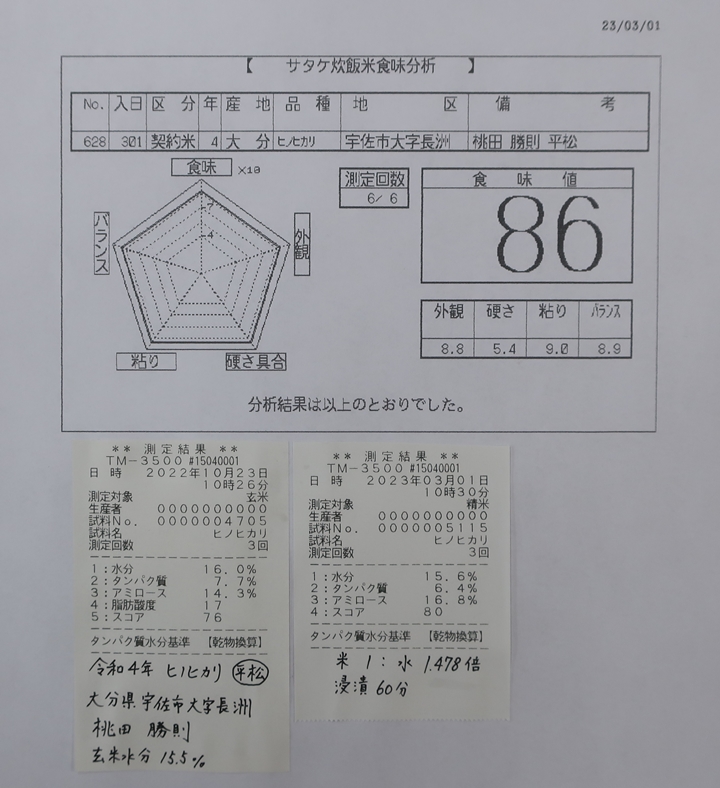 23/03/01
【 サタケ炊飯米食味分析 】
No. 入日 区分 年 産地 品種 地区 備考
628 301 契約米 4 大分 ヒノヒカリ 宇佐市大字長洲 桃田 勝則 平松
食味 ×10
測定回数
6/ 6
食味値
86
バランス
外観
7
4
粘り
硬さ具合
外観 硬さ 粘り バランス
8.8 5.4 9.0 8.9
分析結果は以上のとおりでした。
** 測定結果 **
TM-3500 #15040001
日時 2022年10月23日
10時26分
測定対象 玄米
生産者 0000000000
試料No. 0000004705
試料名 ヒノヒカリ
測定回数 3回
1:水分 16.0%
2:タンパク質 7.7%
3:アミロース 14.3%
4:脂肪酸度 17
5:スコア 76
タンパク質水分基準 【乾物換算】
令和4年 ヒノヒカリ 平松
大分県宇佐市大字長洲
桃田 勝則
玄米水分 15.5%
** 測定結果 **
TM-3500 #15040001
日時 2023年03月01日
10時30分
測定対象 精米
生産者 0000000000
試料No. 0000005115
試料名 ヒノヒカリ
測定回数 3回
1:水分 15.6%
2:タンパク質 6.4%
3:アミロース 16.8%
4:スコア 80
タンパク質水分基準 【乾物換算】
米 1:水 1.478倍
浸漬 60分